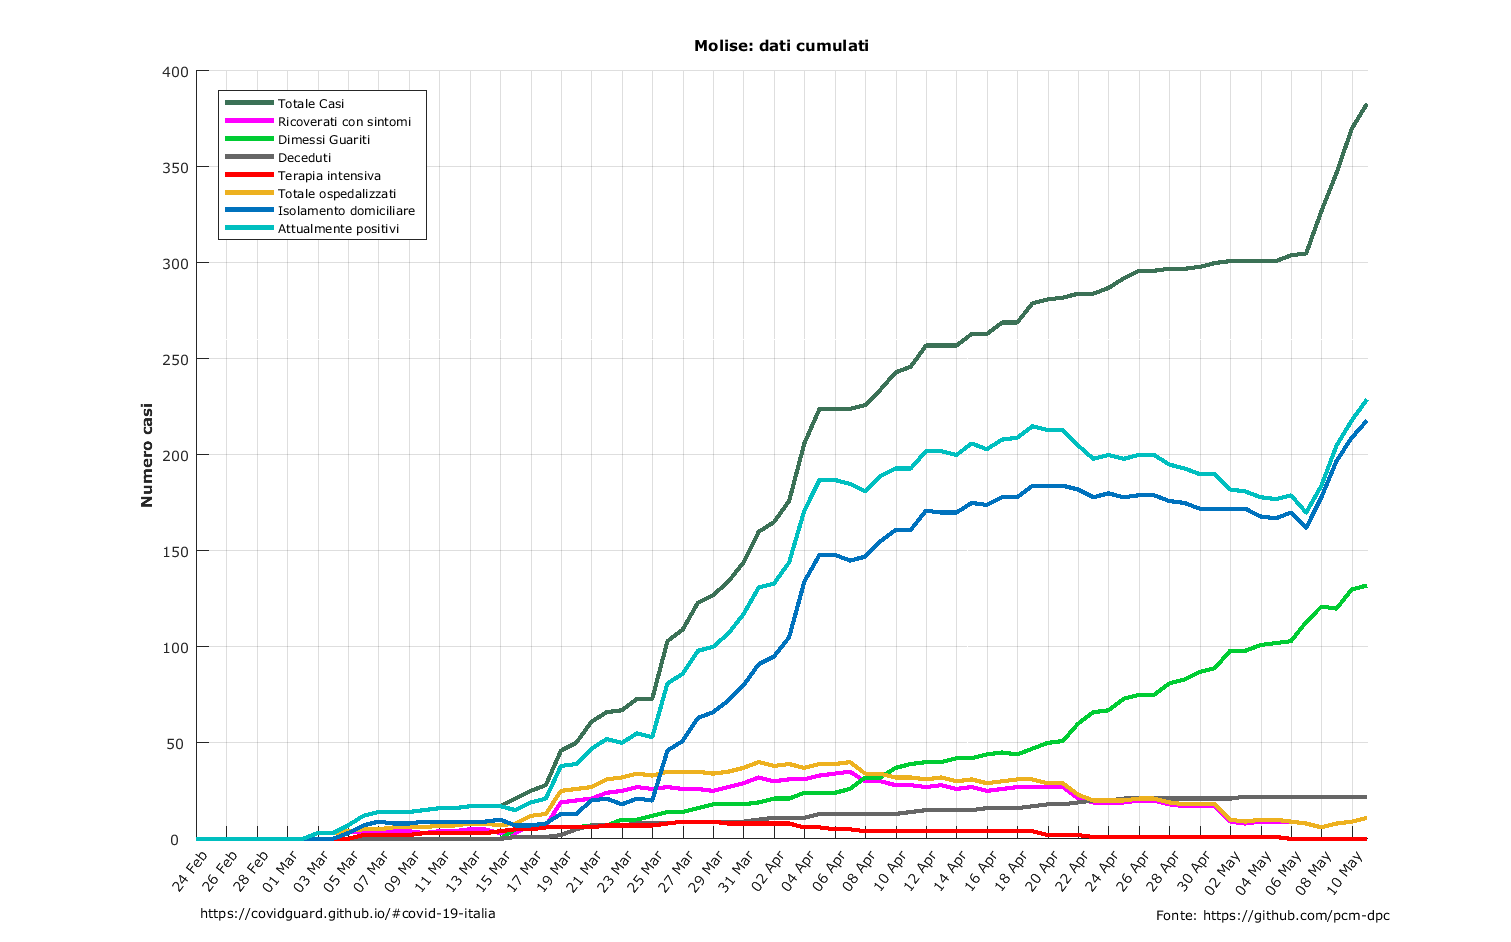 Molise: dati cumulati
400
350
300
250
200
150
100
50
0
Numero casi
Totale Casi
Ricoverati con sintomi
Dimessi Guariti
Deceduti
Terapia intensiva
Totale ospedalizzati
Isolamento domiciliare
Attualmente positivi
24 Feb
26 Feb
28 Feb
01 Mar
03 Mar
05 Mar
07 Mar
09 Mar
11 Mar
13 Mar
15 Mar
17 Mar
19 Mar
21 Mar
23 Mar
25 Mar
27 Mar
29 Mar
31 Mar
02 Apr
04 Apr
06 Apr
08 Apr
10 Apr
12 Apr
14 Apr
16 Apr
18 Apr
20 Apr
22 Apr
24 Apr
26 Apr
28 Apr
30 Apr
02 May
04 May
06 May
08 May
10 May
https://covidguard.github.io/#covid-19-italia
Fonte: https://github.com/pcm-dpc